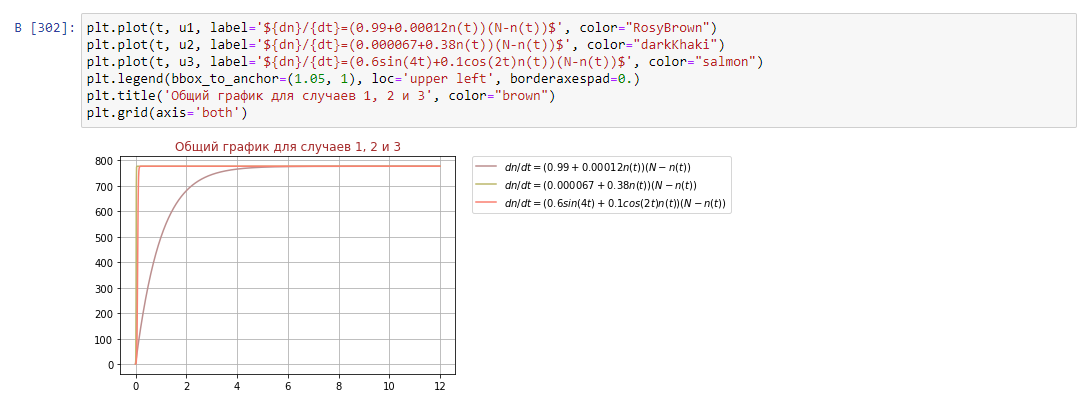 В [302]: plt.plot(t, u1, label='${dn}/{dt}=(0.99+0.00012n(t))(N-n(t))$', color="RosyBrown")
plt.plot(t, u2, label='${dn}/{dt}=(0.000067+0.38n(t))(N-n(t))$', color="darkKhaki")
plt.plot(t, u3, label='${dn}/{dt}=(0.6sin(4t)+0.1cos(2t)n(t))(N-n(t))$', color="salmon")
plt.legend(bbox_to_anchor=(1.05, 1), loc='upper left', borderaxespad=0.)
plt.title('Общий график для случаев 1, 2 и 3', color="brown")
plt.grid(axis='both')
Общий график для случаев 1, 2 и 3
800
700
600
500
400
300
200
100
0
0 2 4 6 8 10 12
dn/dt = (0.99 + 0.00012n(t))(N − n(t))
dn/dt = (0.000067 + 0.38n(t))(N − n(t))
dn/dt = (0.6sin(4t) + 0.1cos(2t)n(t))(N − n(t))